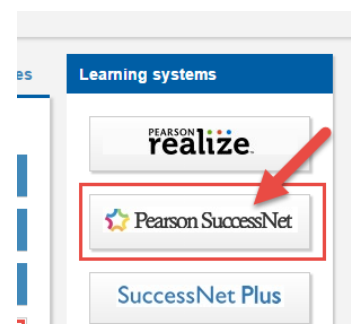 es
Learning systems
PEARSON
realize.
Pearson SuccessNet
SuccessNet Plus